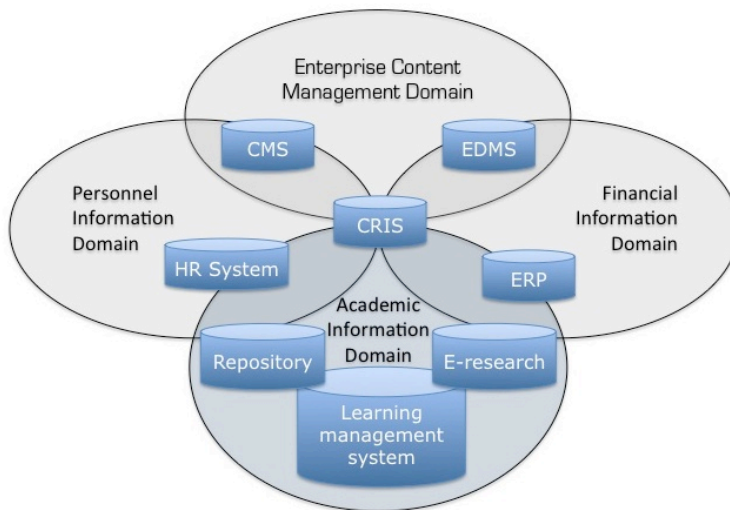 Enterprise Content
Management Domain
CMS
EDMS
Personnel
Information
Domain
Financial
Information
Domain
CRIS
HR System
ERP
Academic
Information
Domain
Repository
E-research
Learning
management
system